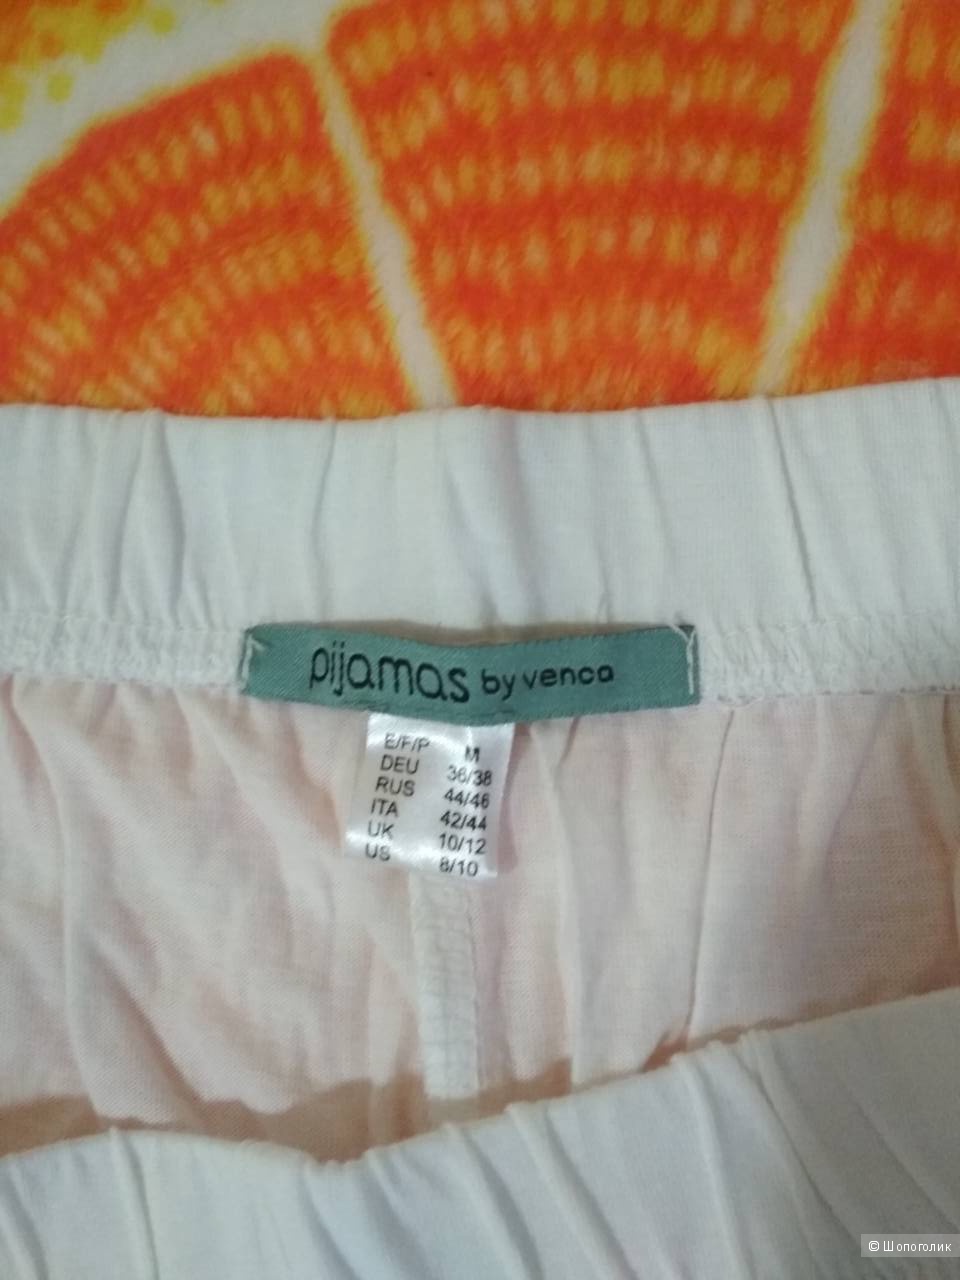 pijamas by venca
E/F/P M
DEU 36/38
RUS 44/46
ITA 42/44
UK 10/12
US 8/10
© Шопоголик